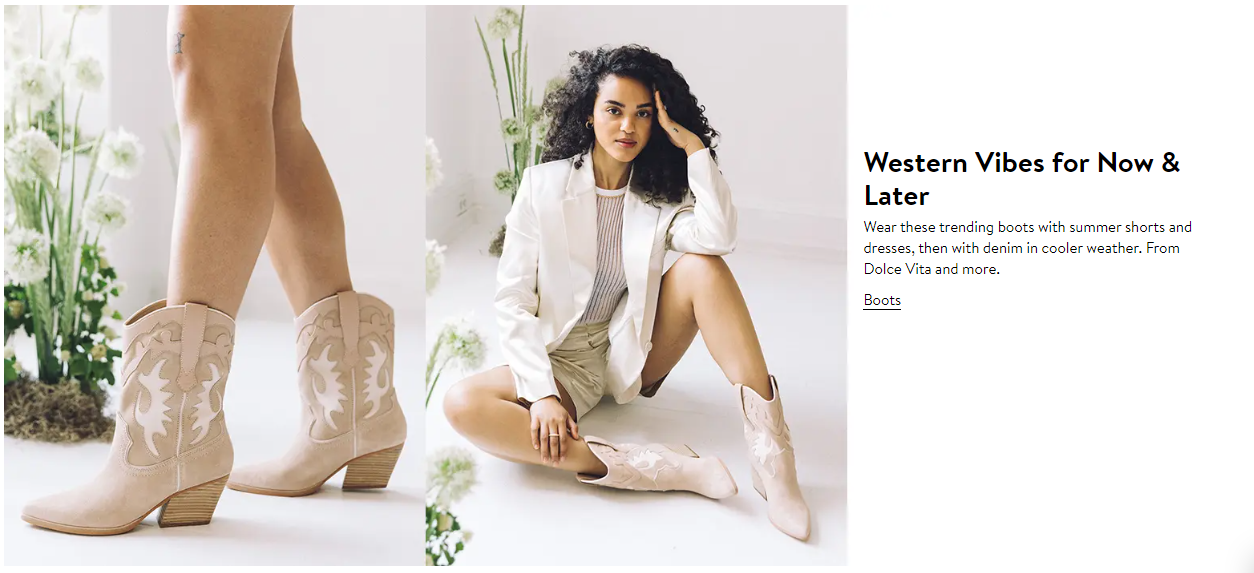 Western Vibes for Now &
Later
Wear these trending boots with summer shorts and
dresses, then with denim in cooler weather. From
Dolce Vita and more.
Boots